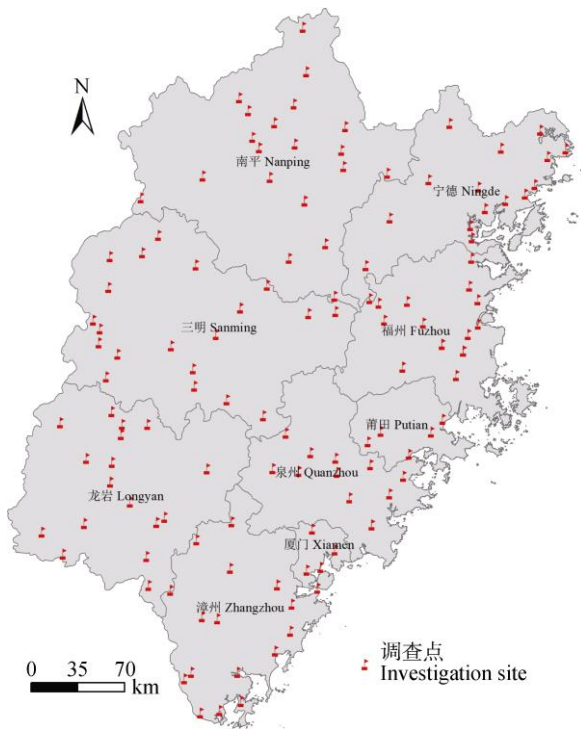 N
南平 Nanping
宁德 Ningde
三明 Sanming
福州 Fuzhou
莆田 Putian
泉州 Quanzhou
龙岩 Longyan
厦门 Xiamen
漳州 Zhangzhou
调查点
Investigation site
0 35 70
km